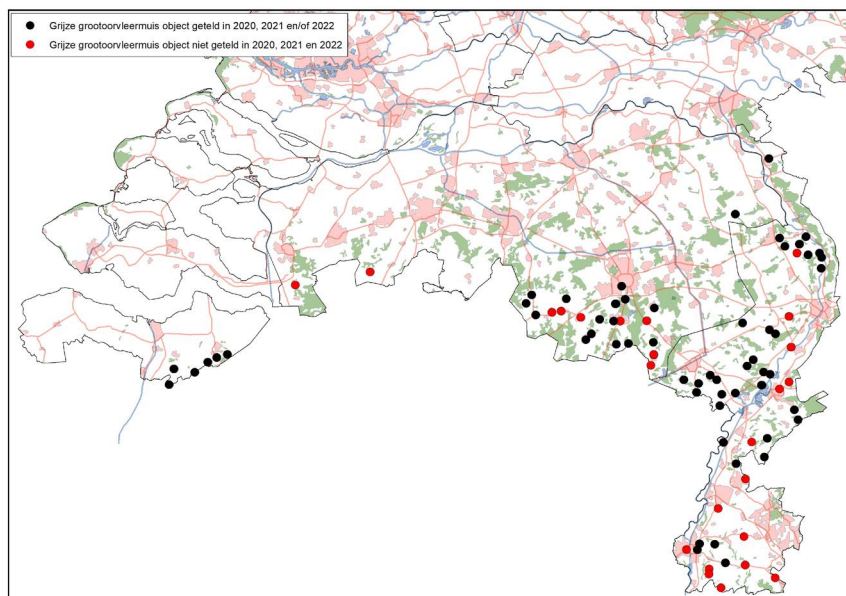 Grijze grootoorvleermuis object geteld in 2020, 2021 en/of 2022
Grijze grootoorvleermuis object niet geteld in 2020, 2021 en 2022